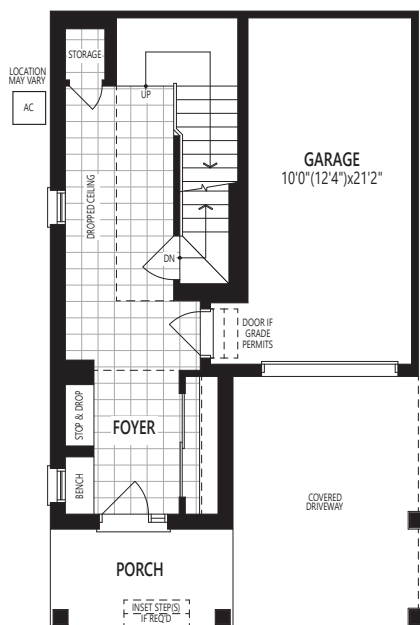 STORAGE
LOCATION
MAY VARY
AC
UP
GARAGE
10'0"(12'4")x21'2"
DROPPED CEILING
DN
DOOR IF
GRADE
PERMITS
STOP & DROP
FOYER
BENCH
COVERED
DRIVEWAY
PORCH
INSET STEP(S)
IF REQ'D